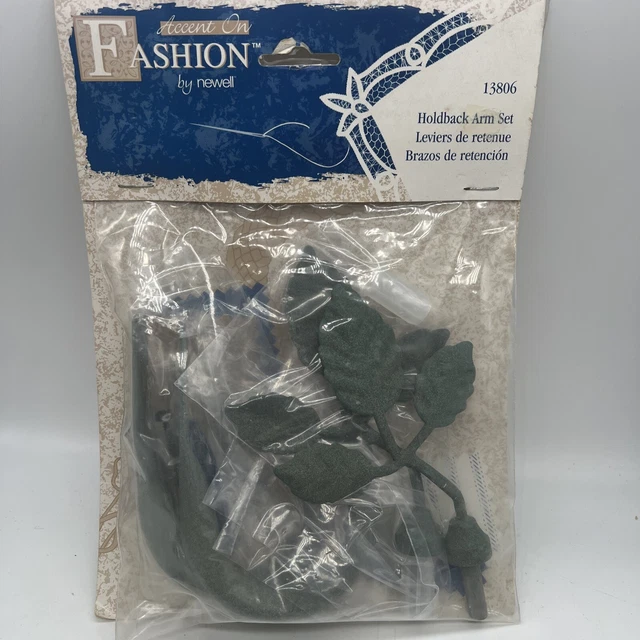 Accent On
FASHION™
by newell
13806
Holdback Arm Set
Leviers de retenue
Brazos de retención